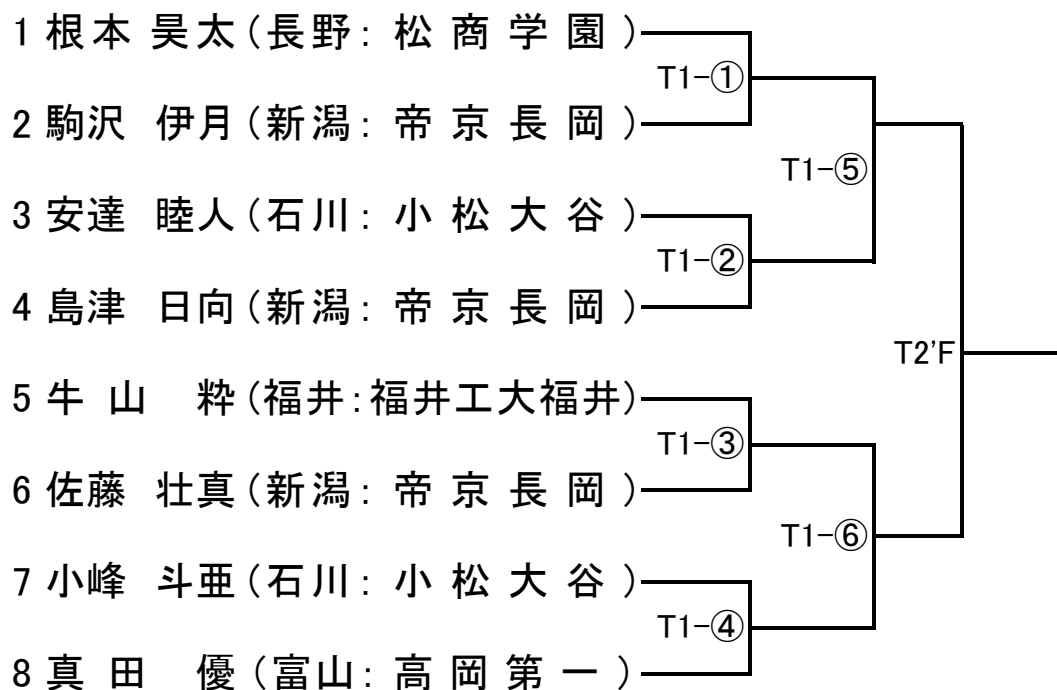 1 根本 昊太(長野：松商学園)
T1-①
2 駒沢 伊月(新潟：帝京長岡)
T1-⑤
3 安達 睦人(石川：小松大谷)
T1-②
4 島津 日向(新潟：帝京長岡)
T2'F
5 牛山 粋(福井：福井工大福井)
T1-③
6 佐藤 壮真(新潟：帝京長岡)
T1-⑥
7 小峰 斗亜(石川：小松大谷)
T1-④
8 真田 優(富山：高岡第一)